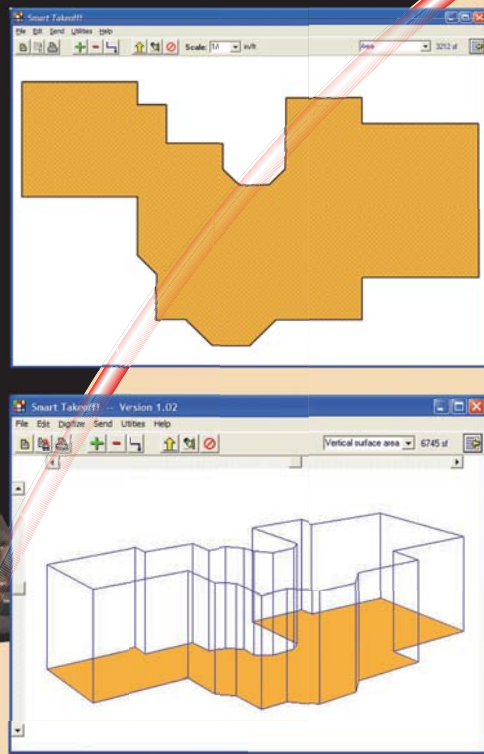 Smart Takeoff!
File Edit Send Utilities Help
Scale: in/ft Area 3212 sf
Smart Takeoff! -- Version 1.02
File Edit Digitize Send Utilities Help
Vertical surface area 6745 sf